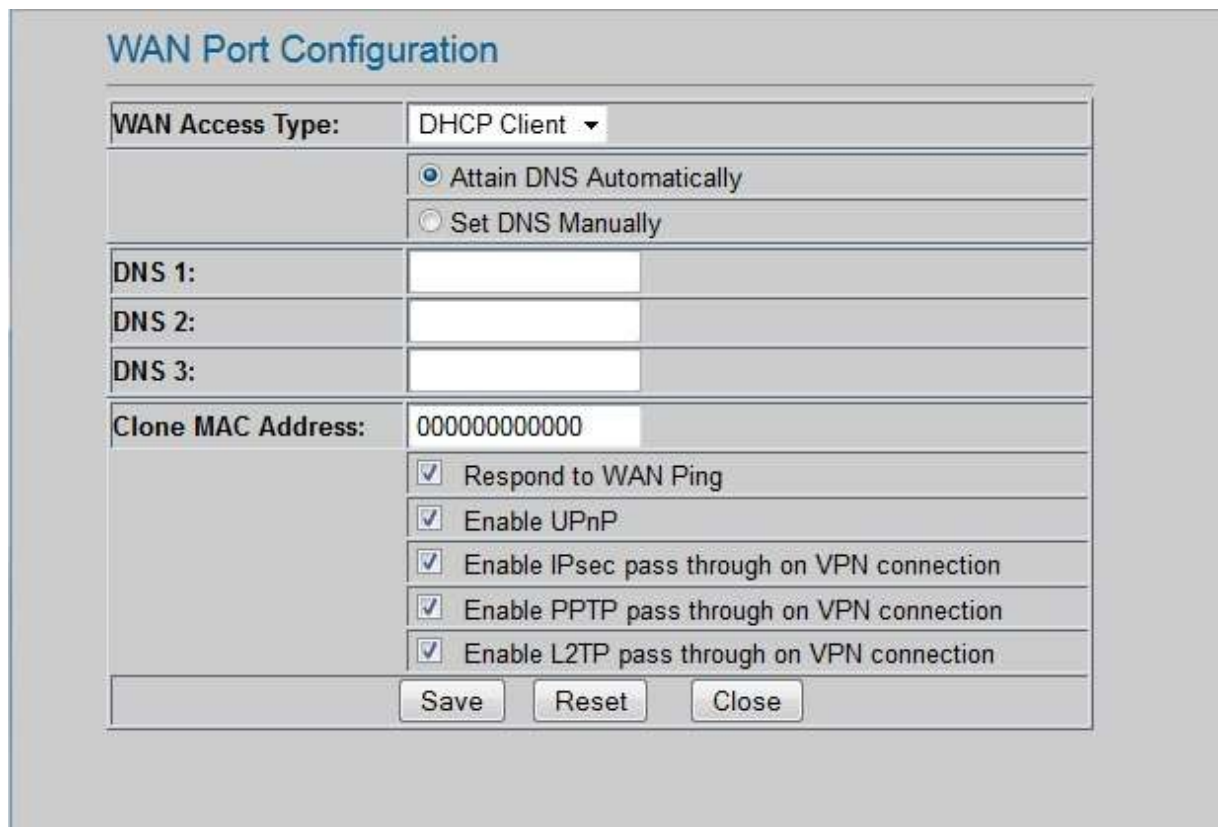 WAN Port Configuration
WAN Access Type: DHCP Client
Attain DNS Automatically
Set DNS Manually
DNS 1:
DNS 2:
DNS 3:
Clone MAC Address: 000000000000
Respond to WAN Ping
Enable UPnP
Enable IPsec pass through on VPN connection
Enable PPTP pass through on VPN connection
Enable L2TP pass through on VPN connection
Save Reset Close